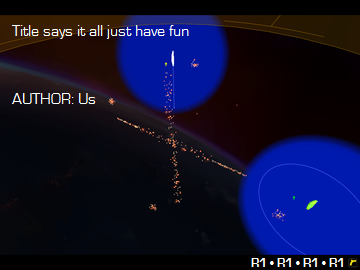 Title says it all just have fun
AUTHOR: Us
R1 • R1 • R1 • R1 r